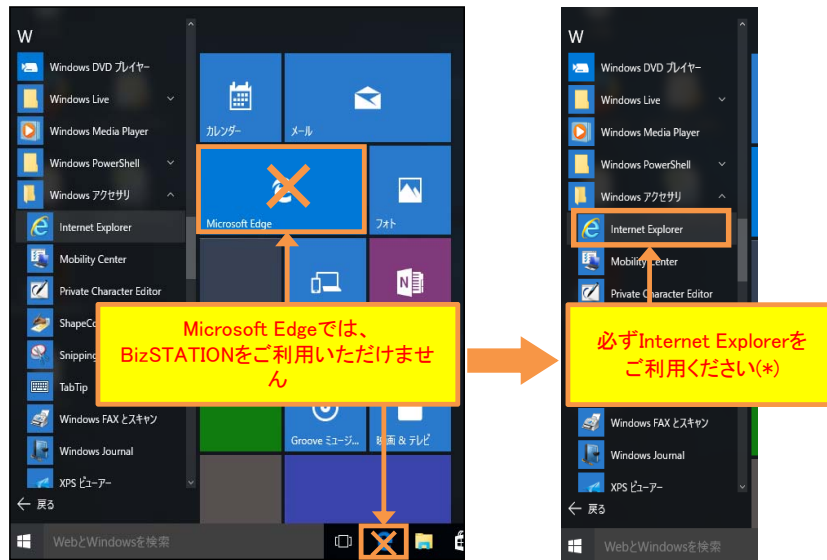 W
Windows DVD プレイヤー
Windows Live
Windows Media Player
Windows PowerShell
Windows アクセサリ
Internet Explorer
Mobility Center
Private Character Editor
ShapeCo
Snipping
TabTip
Windows FAX とスキャン
Windows Journal
XPS ビューアー
戻る
WebとWindowsを検索
カレンダー
メール
Microsoft Edge
フォト
Groove ミュージ...
映画 & テレビ
Microsoft Edgeでは、
BizSTATIONをご利用いただけませ
ん
W
Windows DVD プレイヤー
Windows Live
Windows Media Player
Windows PowerShell
Windows アクセサリ
Internet Explorer
Mobility Center
Private Character Editor
必ずInternet Explorerを
ご利用ください(*)
Windows FAX とスキャン
Windows Journal
XPS ビューアー
戻る
WebとWindowsを検索